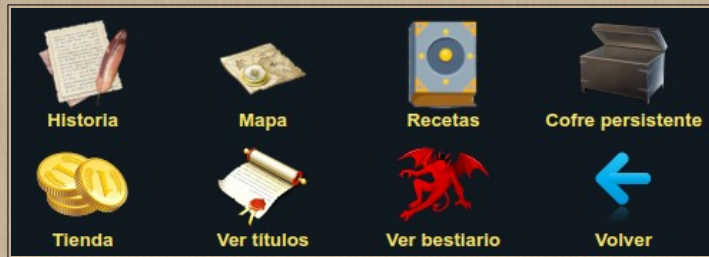 Historia
Mapa
Recetas
Cofre persistente
Tienda
Ver títulos
Ver bestiario
Volver